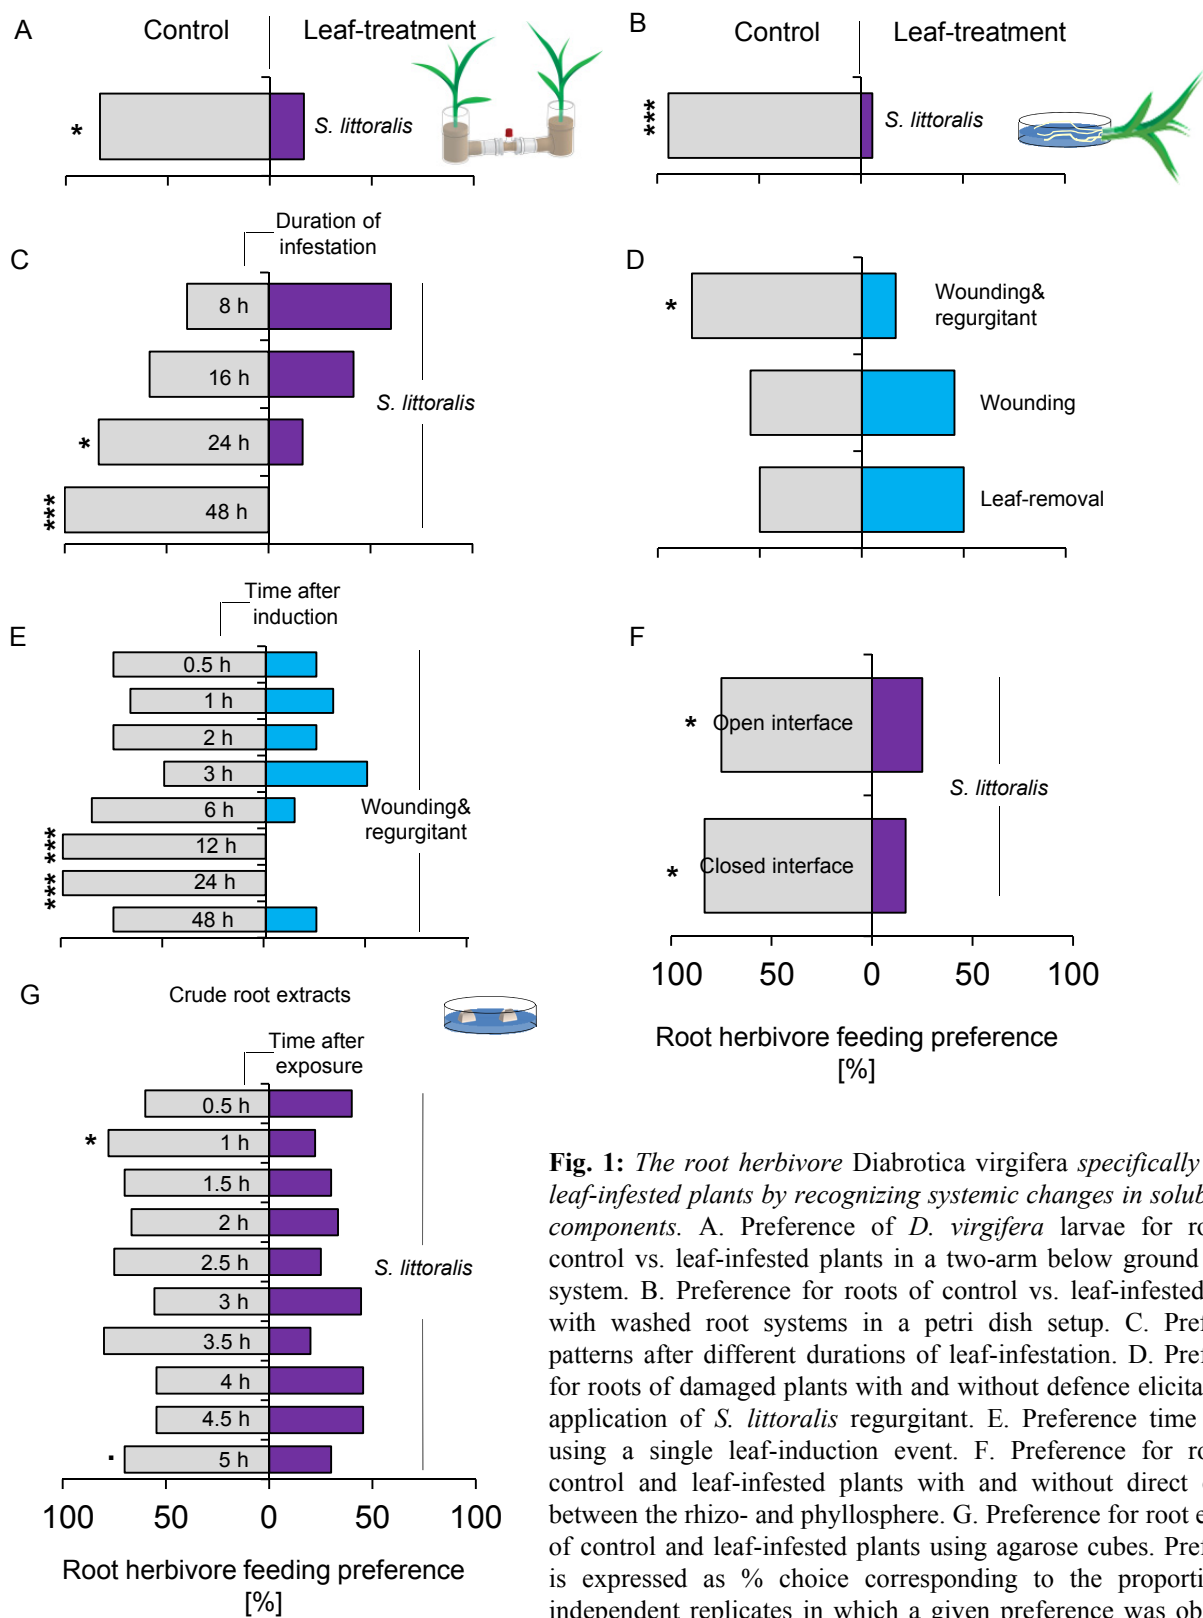 A
Control
Leaf-treatment
*
S. littoralis
B
Control
Leaf-treatment
***
S. littoralis
C
Duration of
infestation
8 h
16 h
* 24 h
*** 48 h
S. littoralis
D
*
Wounding&
regurgitant
Wounding
Leaf-removal
E
Time after
induction
0.5 h
1 h
2 h
3 h
6 h
*** 12 h
*** 24 h
48 h
Wounding&
regurgitant
F
* Open interface
* Closed interface
S. littoralis
100 50 0 50 100
Root herbivore feeding preference
[%]
G
Crude root extracts
Time after
exposure
0.5 h
* 1 h
1.5 h
2 h
2.5 h
3 h
3.5 h
4 h
4.5 h
. 5 h
S. littoralis
100 50 0 50 100
Root herbivore feeding preference
[%]
Fig. 1: The root herbivore Diabrotica virgifera specifically
leaf-infested plants by recognizing systemic changes in
components. A. Preference of D. virgifera larvae for
control vs. leaf-infested plants in a two-arm below ground
system. B. Preference for roots of control vs. leaf-infested
with washed root systems in a petri dish setup. C.
patterns after different durations of leaf-infestation. D.
for roots of damaged plants with and without defence
application of S. littoralis regurgitant. E. Preference time
using a single leaf-induction event. F. Preference for
control and leaf-infested plants with and without direct
between the rhizo- and phyllosphere. G. Preference for root
of control and leaf-infested plants using agarose cubes.
is expressed as % choice corresponding to the
independent replicates in which a given preference was